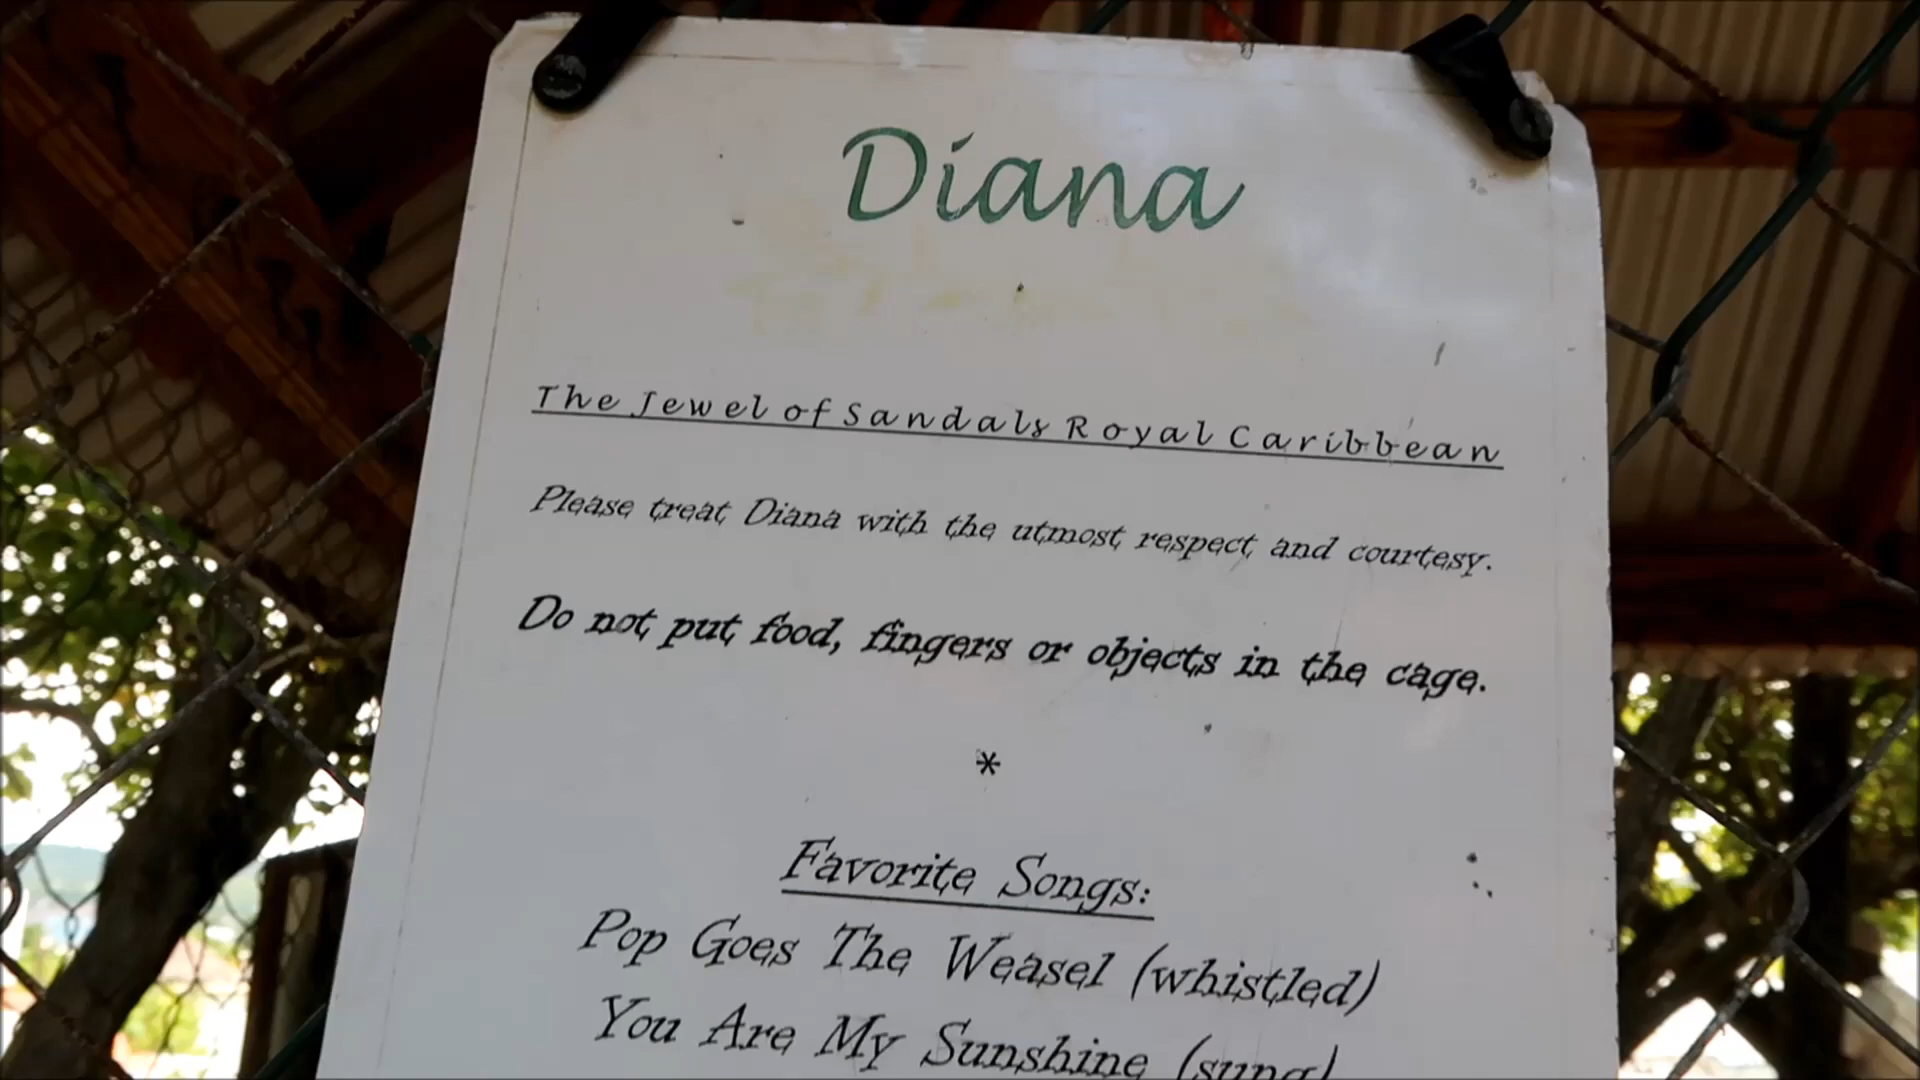 Diana
The Jewel of Sandals Royal Caribbean
Please treat Diana with the utmost respect and courtesy.
Do not put food, fingers or objects in the cage.
*
Favorite Songs:
Pop Goes The Weasel (whistled)
You Are My Sunshine (sung)